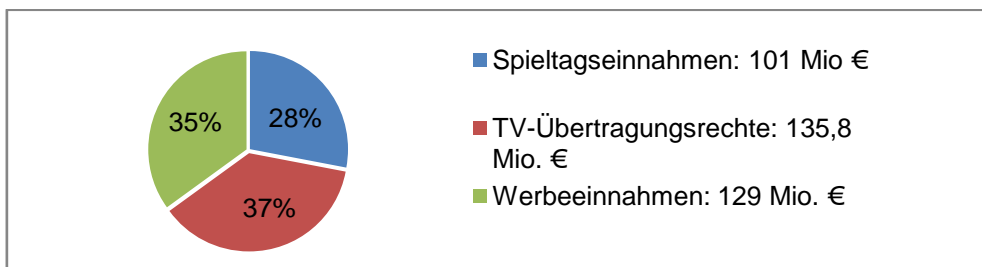 35%
28%
37%
Spieltagseinnahmen: 101 Mio €
TV-Übertragungsrechte: 135,8
Mio. €
Werbeeinnahmen: 129 Mio. €